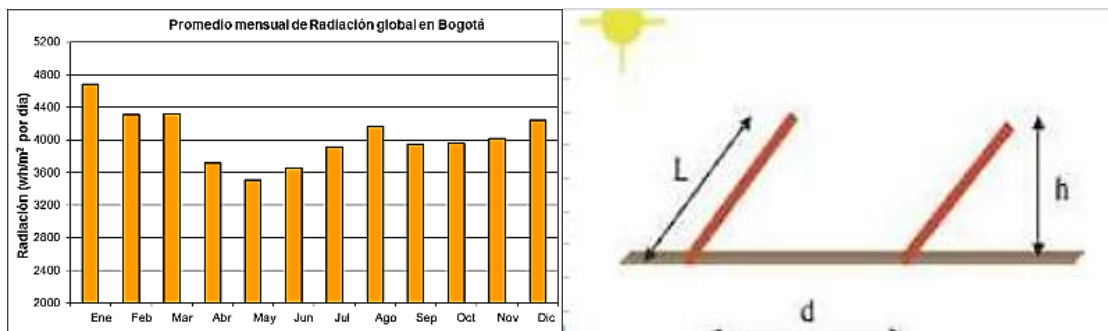 Promedio mensual de Radiación global en Bogotá
Radiación (wh/m² por día)
5200
4800
4400
4000
3600
3200
2800
2400
2000
Ene Feb Mar Abr May Jun Jul Ago Sep Oct Nov Dic
L
h
d